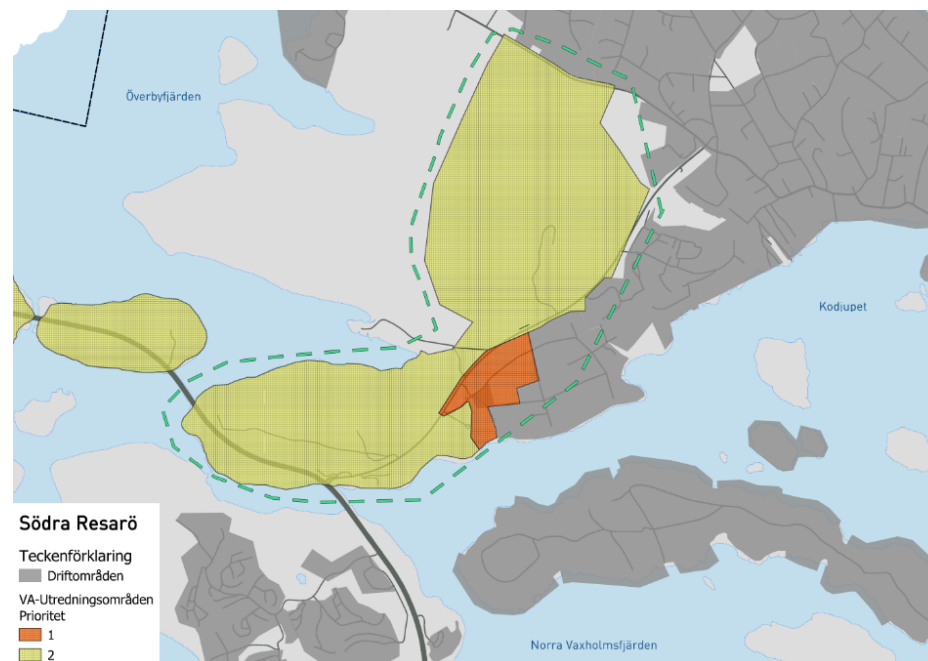 Överbyfjärden
Kodjupet
Södra Resarö
Teckenförklaring
Driftområden
VA-Utredningsområden
Prioritet
1
2
Norra Vaxholmsfjärden